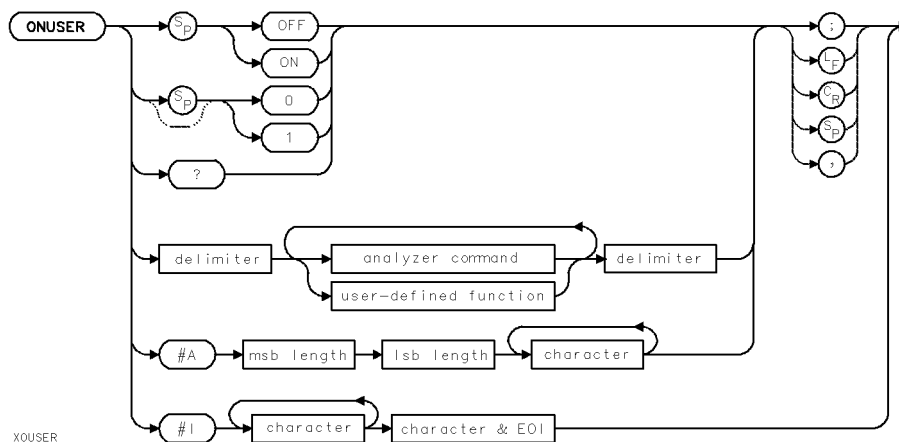 ONUSER
SP
OFF
ON
SP
0
1
?
;
LF
CR
SP
,
delimiter
analyzer command
user-defined function
delimiter
#A
msb length
lsb length
character
#I
character
character & EOI
XOUSER